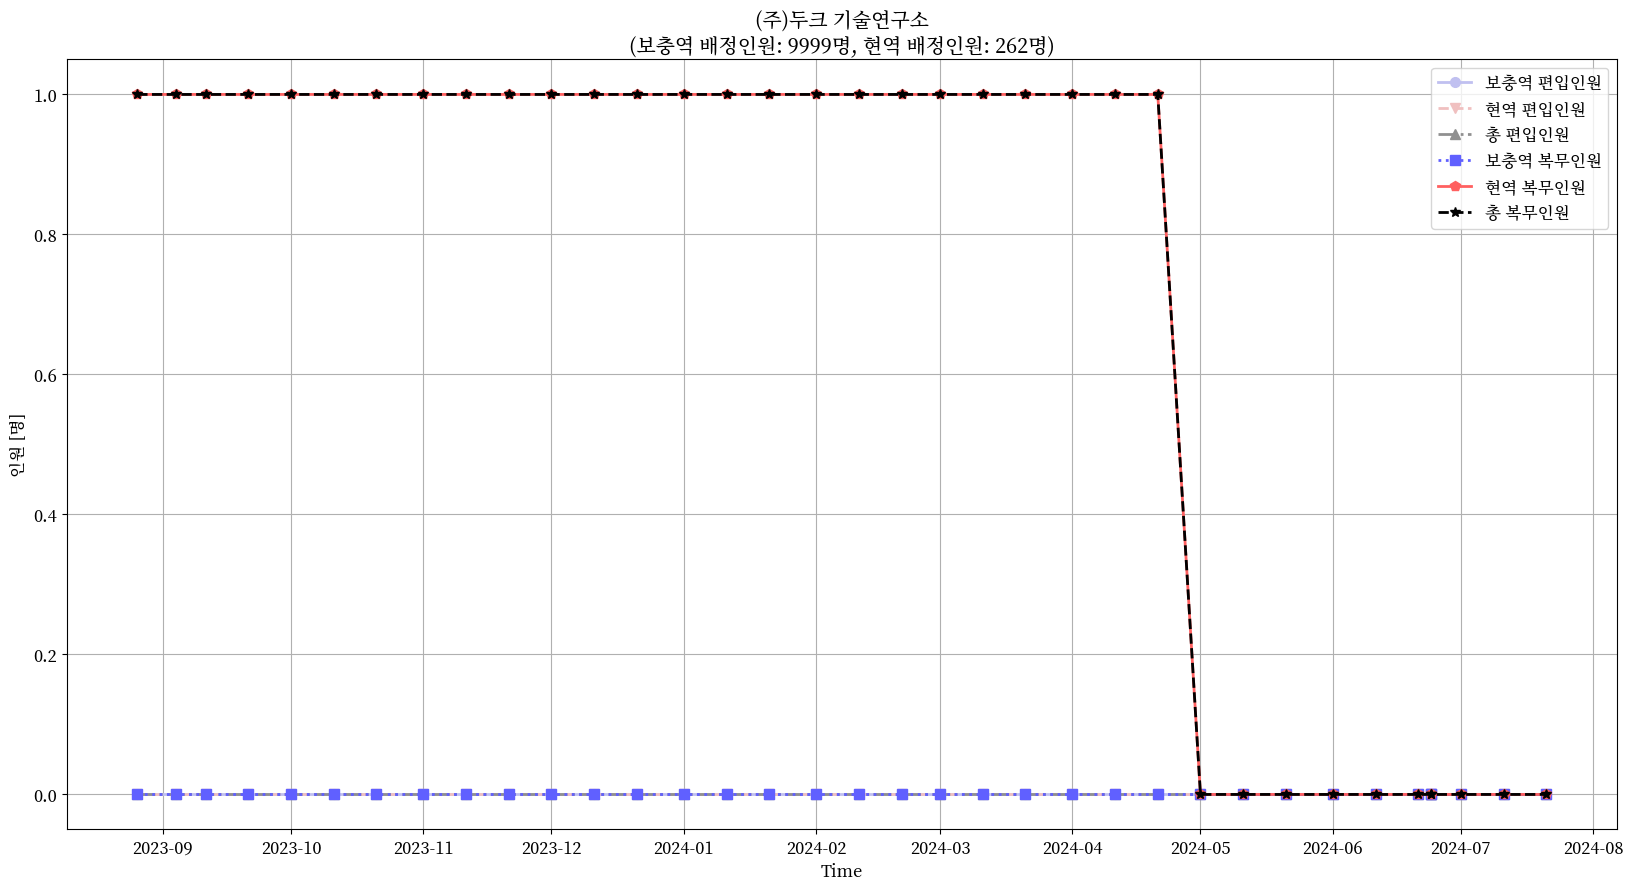 (주)두크 기술연구소
(보충역 배정인원: 9999명, 현역 배정인원: 262명)
보충역 편입인원
현역 편입인원
총 편입인원
보충역 복무인원
현역 복무인원
총 복무인원
인원 [명]
1.0
0.8
0.6
0.4
0.2
0.0
2023-09 2023-10 2023-11 2023-12 2024-01 2024-02 2024-03 2024-04 2024-05 2024-06 2024-07 2024-08
Time